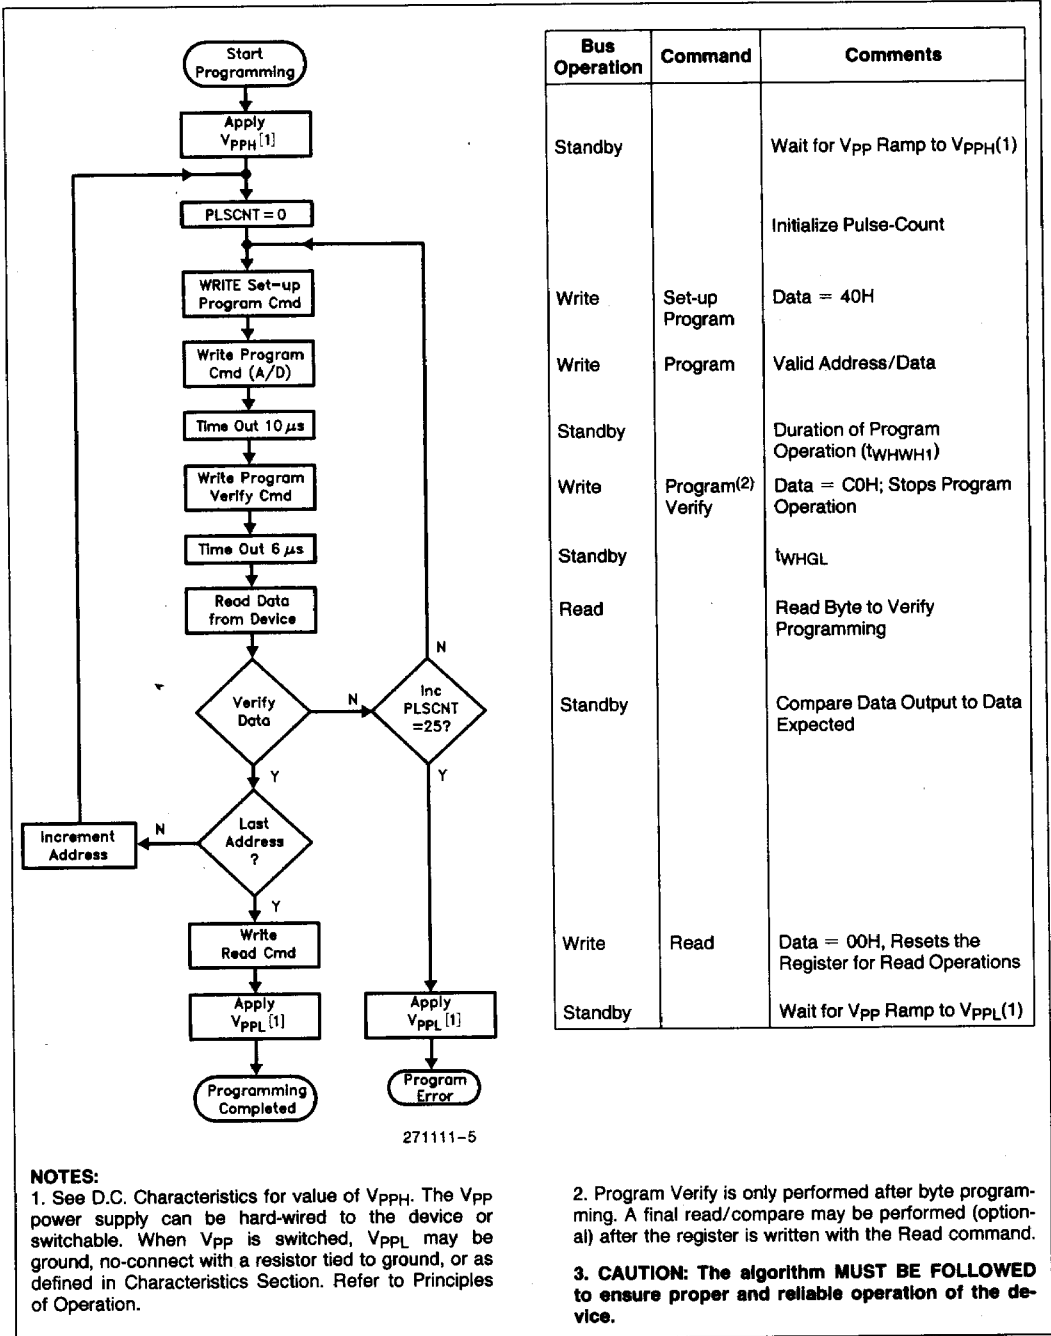 Start
Programming
Apply
VPPH[1]
PLSCNT = 0
WRITE Set-up
Program Cmd
Write Program
Cmd (A/D)
Time Out 10 μs
Write Program
Verify Cmd
Time Out 6 μs
Read Data
from Device
Verify
Data
N
Y
Inc
PLSCNT
=25?
N
Y
Last
Address
?
N
Y
Increment
Address
Write
Read Cmd
Apply
VPPL[1]
Programming
Completed
Apply
VPPL[1]
Program
Error
271111-5
Bus
Operation
Command
Comments
Standby
Wait for VPP Ramp to VPPH(1)
Initialize Pulse-Count
Write
Set-up
Program
Data = 40H
Write
Program
Valid Address/Data
Standby
Duration of Program
Operation (tWHWH1)
Write
Program(2)
Verify
Data = C0H; Stops Program
Operation
Standby
tWHGL
Read
Read Byte to Verify
Programming
Standby
Compare Data Output to Data
Expected
Write
Read
Data = 00H, Resets the
Register for Read Operations
Standby
Wait for VPP Ramp to VPPL(1)
NOTES:
1. See D.C. Characteristics for value of VPPH. The VPP
power supply can be hard-wired to the device or
switchable. When VPP is switched, VPPL may be
ground, no-connect with a resistor tied to ground, or as
defined in Characteristics Section. Refer to Principles
of Operation.
2. Program Verify is only performed after byte program-
ming. A final read/compare may be performed (option-
al) after the register is written with the Read command.
3. CAUTION: The algorithm MUST BE FOLLOWED
to ensure proper and reliable operation of the de-
vice.